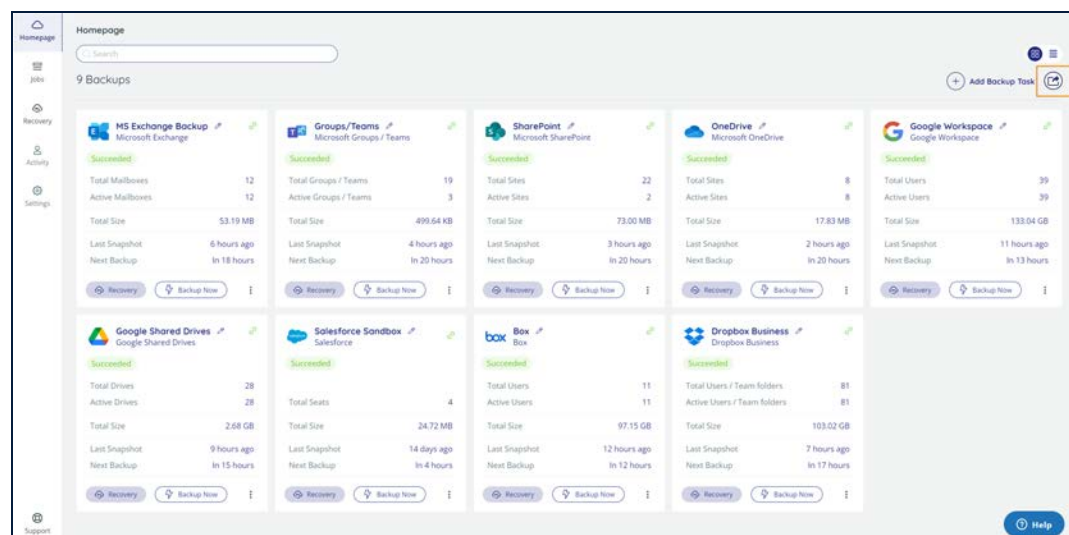 Homepage
Jobs
Recovery
Activity
Settings
Support
Homepage
Search
9 Backups
Add Backup Task
MS Exchange Backup
Microsoft Exchange
Succeeded
Total Mailboxes 12
Active Mailboxes 12
Total Size 53.19 MB
Last Snapshot 6 hours ago
Next Backup In 18 hours
Recovery Backup Now
Groups/Teams
Microsoft Groups / Teams
Succeeded
Total Groups / Teams 19
Active Groups / Teams 3
Total Size 499.64 KB
Last Snapshot 4 hours ago
Next Backup In 20 hours
Recovery Backup Now
SharePoint
Microsoft SharePoint
Succeeded
Total Sites 22
Active Sites 2
Total Size 73.00 MB
Last Snapshot 3 hours ago
Next Backup In 20 hours
Recovery Backup Now
OneDrive
Microsoft OneDrive
Succeeded
Total Sites 8
Active Sites 8
Total Size 17.83 MB
Last Snapshot 2 hours ago
Next Backup In 20 hours
Recovery Backup Now
Google Workspace
Google Workspace
Succeeded
Total Users 39
Active Users 39
Total Size 133.04 GB
Last Snapshot 11 hours ago
Next Backup In 13 hours
Recovery Backup Now
Google Shared Drives
Google Shared Drives
Succeeded
Total Drives 28
Active Drives 28
Total Size 2.68 GB
Last Snapshot 9 hours ago
Next Backup In 15 hours
Recovery Backup Now
Salesforce Sandbox
Salesforce
Succeeded
Total Seats 4
Total Size 24.72 MB
Last Snapshot 14 days ago
Next Backup In 4 hours
Recovery Backup Now
box Box
Box
Succeeded
Total Users 11
Active Users 11
Total Size 97.15 GB
Last Snapshot 12 hours ago
Next Backup In 12 hours
Recovery Backup Now
Dropbox Business
Dropbox Business
Succeeded
Total Users / Team folders 81
Active Users / Team folders 81
Total Size 103.02 GB
Last Snapshot 7 hours ago
Next Backup In 17 hours
Recovery Backup Now
Help